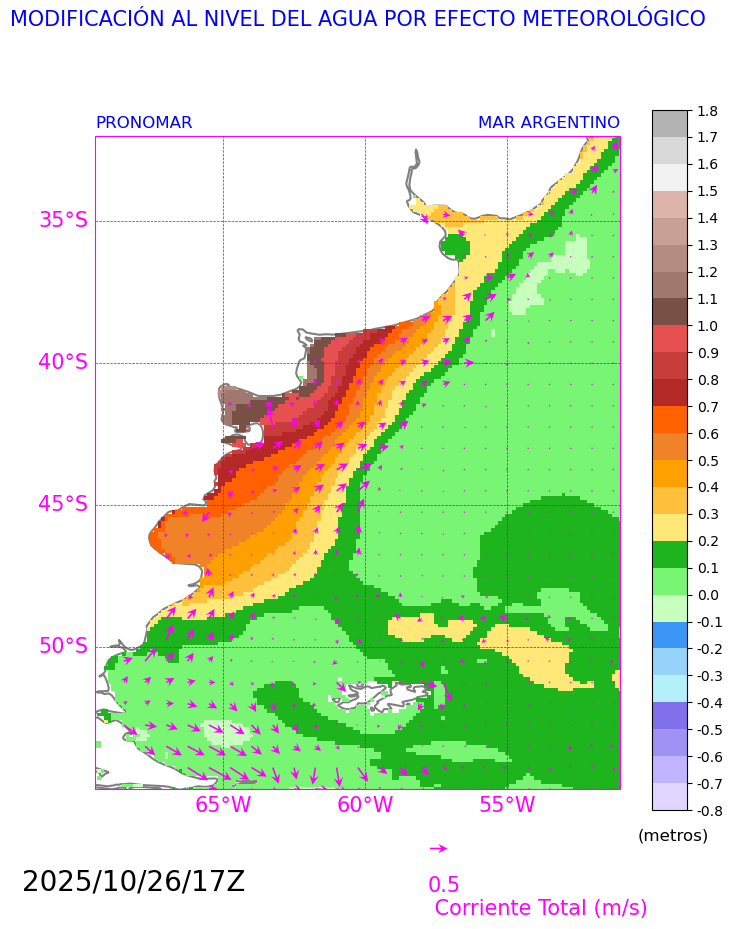 MODIFICACIÓN AL NIVEL DEL AGUA POR EFECTO METEOROLÓGICO
PRONOMAR MAR ARGENTINO
35°S
40°S
45°S
50°S
65°W 60°W 55°W
1.8
1.7
1.6
1.5
1.4
1.3
1.2
1.1
1.0
0.9
0.8
0.7
0.6
0.5
0.4
0.3
0.2
0.1
0.0
-0.1
-0.2
-0.3
-0.4
-0.5
-0.6
-0.7
-0.8
(metros)
2025/10/26/17Z
0.5
Corriente Total (m/s)